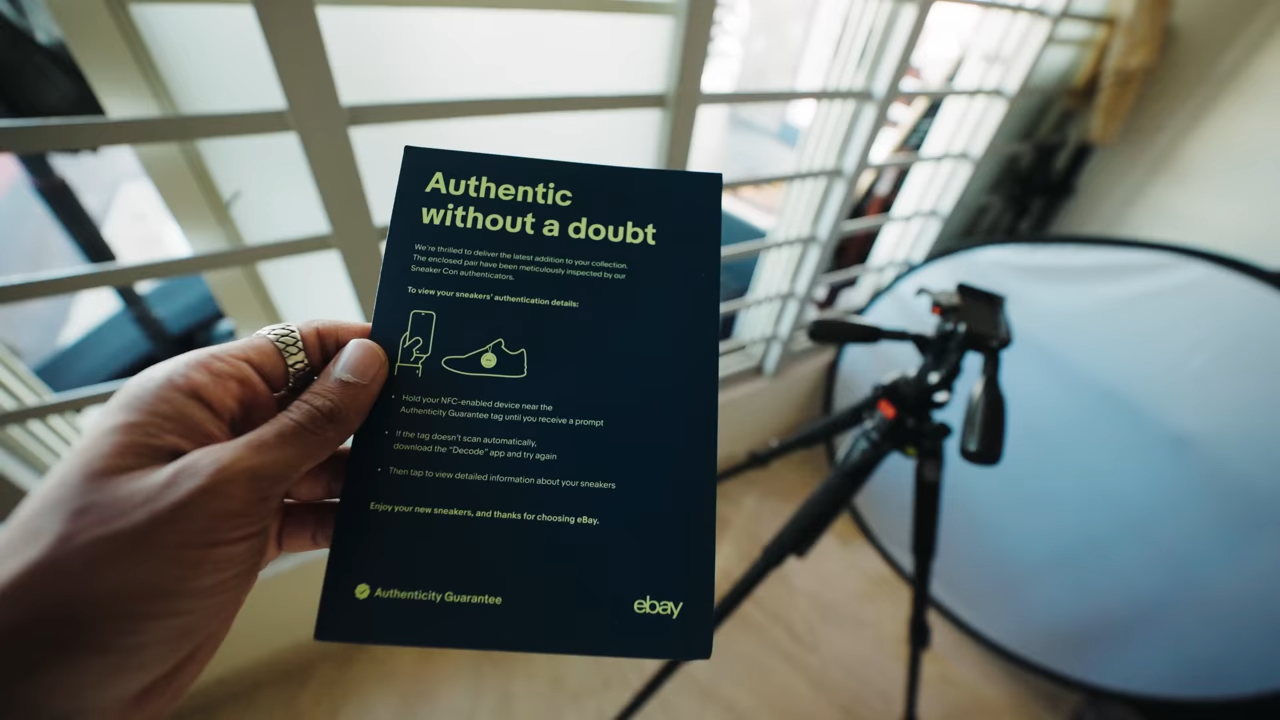 Authentic
without a doubt
We're thrilled to deliver the latest addition to your collection.
The enclosed pair have been meticulously inspected by our
Sneaker Con authenticators.
To view your sneakers' authentication details:
• Hold your NFC-enabled device near the
Authenticity Guarantee tag until you receive a prompt
• If the tag doesn't scan automatically,
download the "Decode" app and try again
• Then tap to view detailed information about your sneakers
Enjoy your new sneakers, and thanks for choosing eBay.
Authenticity Guarantee
ebay